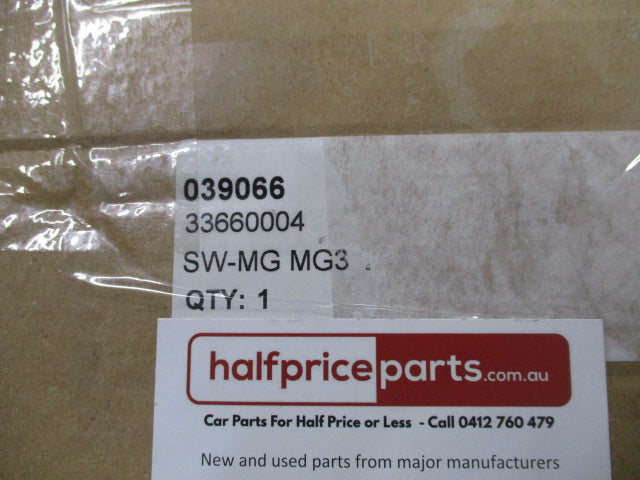 039066
33660004
SW-MG MG3
QTY: 1
halfpriceparts.com.au
Car Parts For Half Price or Less - Call 0412 760 479
New and used parts from major manufacturers